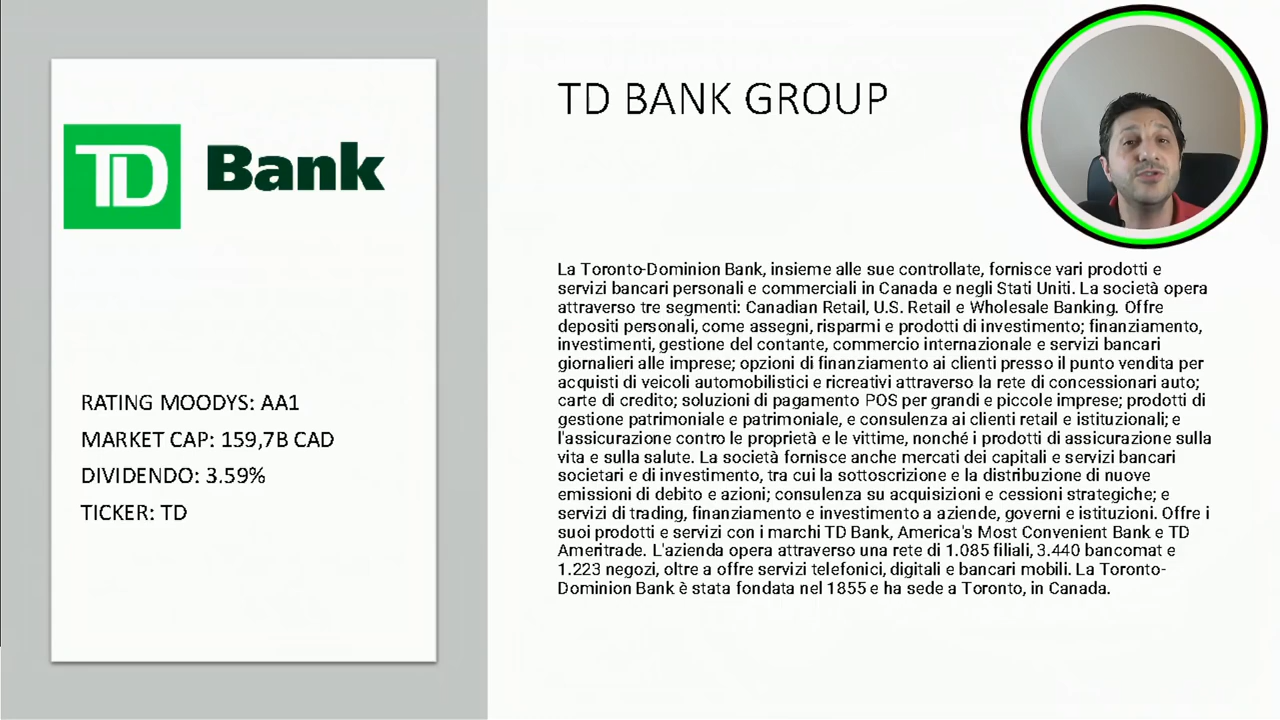 TD Bank
RATING MOODYS: AA1
MARKET CAP: 159,7B CAD
DIVIDENDO: 3.59%
TICKER: TD
TD BANK GROUP
La Toronto-Dominion Bank, insieme alle sue controllate, fornisce vari prodotti e
servizi bancari personali e commerciali in Canada e negli Stati Uniti. La società opera
attraverso tre segmenti: Canadian Retail, U.S. Retail e Wholesale Banking. Offre
depositi personali, come assegni, risparmi e prodotti di investimento; finanziamento,
investimenti, gestione del contante, commercio internazionale e servizi bancari
giornalieri alle imprese; opzioni di finanziamento ai clienti presso il punto vendita per
acquisti di veicoli automobilistici e ricreativi attraverso la rete di concessionari auto;
carte di credito; soluzioni di pagamento POS per grandi e piccole imprese; prodotti di
gestione patrimoniale e patrimoniale, e consulenza ai clienti retail e istituzionali; e
l'assicurazione contro le proprietà e le vittime, nonché i prodotti di assicurazione sulla
vita e sulla salute. La società fornisce anche mercati dei capitali e servizi bancari
societari e di investimento, tra cui la sottoscrizione e la distribuzione di nuove
emissioni di debito e azioni; consulenza su acquisizioni e cessioni strategiche; e
servizi di trading, finanziamento e investimento a aziende, governi e istituzioni. Offre i
suoi prodotti e servizi con i marchi TD Bank, America's Most Convenient Bank e TD
Ameritrade. L'azienda opera attraverso una rete di 1.085 filiali, 3.440 bancomat e
1.223 negozi, oltre a offre servizi telefonici, digitali e bancari mobili. La Toronto-
Dominion Bank è stata fondata nel 1855 e ha sede a Toronto, in Canada.